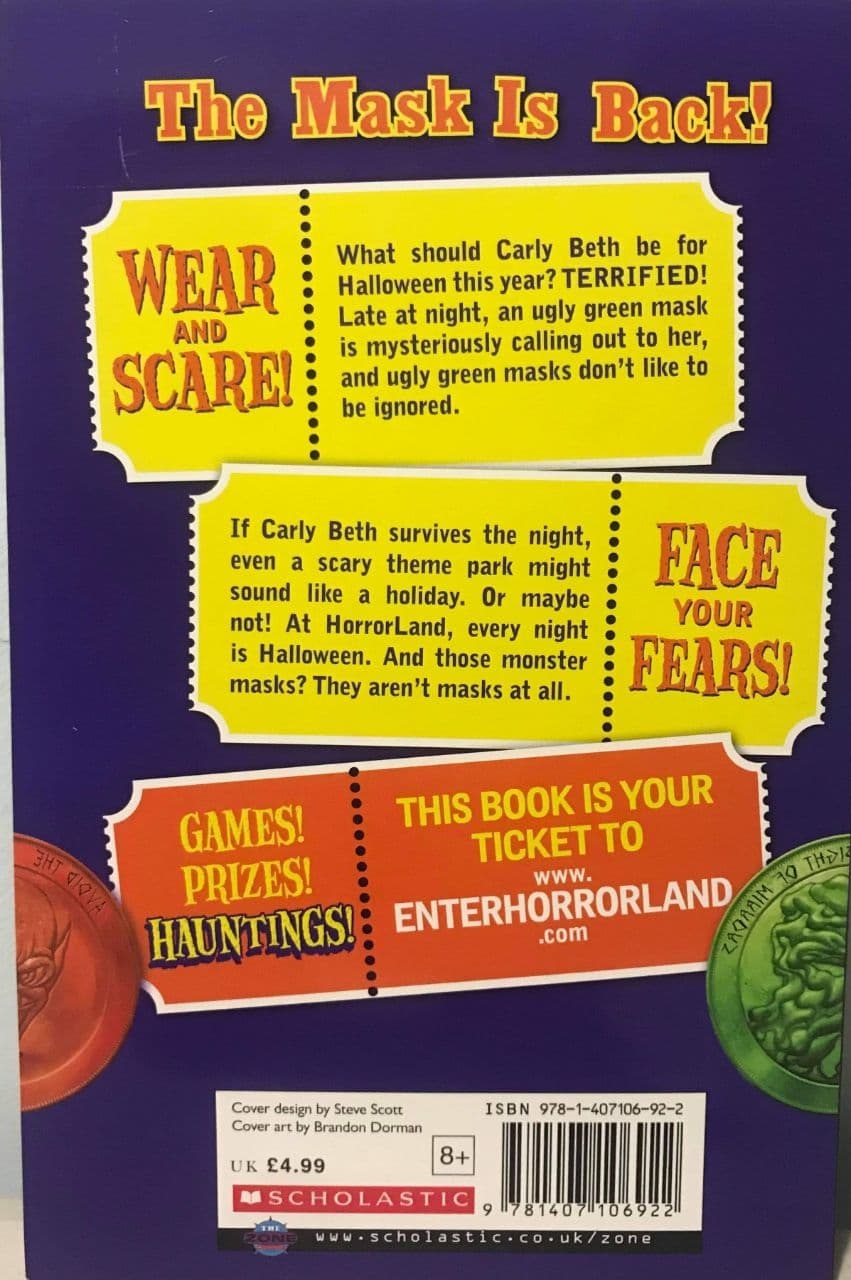 The Mask Is Back!
WEAR
AND
SCARE!
What should Carly Beth be for
Halloween this year? TERRIFIED!
Late at night, an ugly green mask
is mysteriously calling out to her,
and ugly green masks don't like to
be ignored.
If Carly Beth survives the night,
even a scary theme park might
sound like a holiday. Or maybe
not! At HorrorLand, every night
is Halloween. And those monster
masks? They aren't masks at all.
FACE
YOUR
FEARS!
GAMES!
PRIZES!
HAUNTINGS!
THIS BOOK IS YOUR
TICKET TO
www.
ENTERHORRORLAND
.com
Cover design by Steve Scott
Cover art by Brandon Dorman
UK £4.99
8+
SCHOLASTIC
ISBN 978-1-407106-92-2
9 781407 106922
THE
ZONE
www.scholastic.co.uk/zone